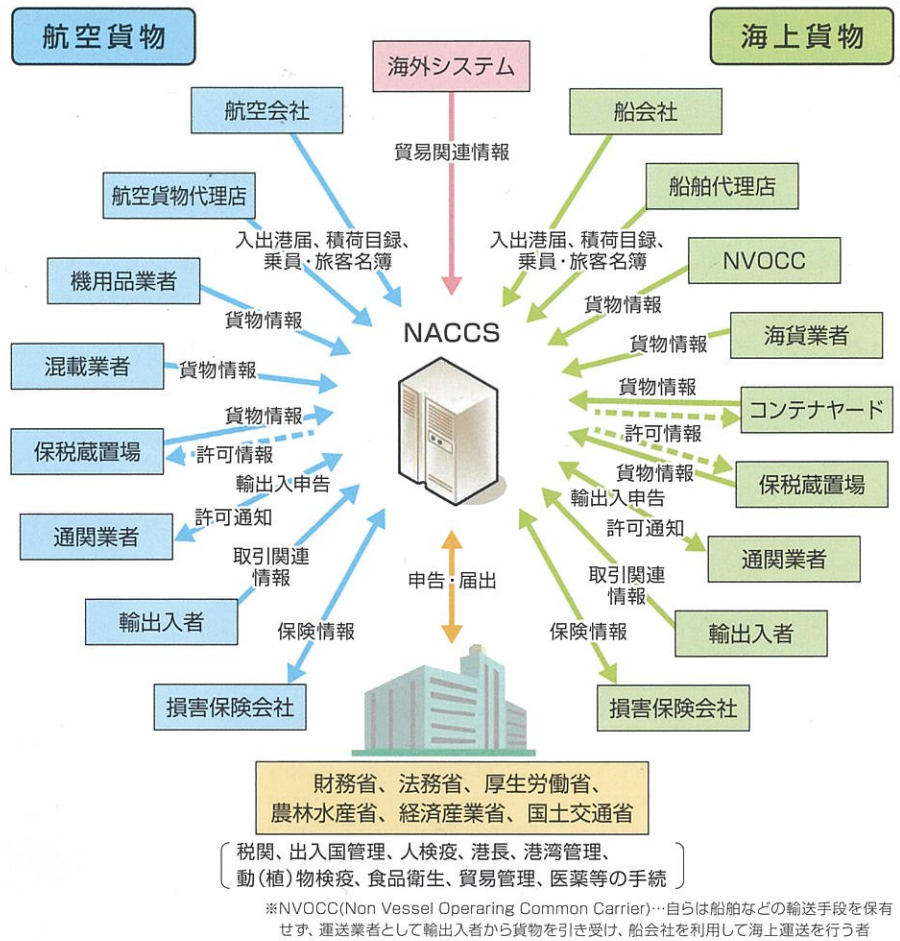 航空貨物
海上貨物
海外システム
航空会社
船会社
貿易関連情報
航空貨物代理店
船舶代理店
入出港届、積荷目録、
乗員・旅客名簿
入出港届、積荷目録、
乗員・旅客名簿
機用品業者
NVOCC
貨物情報
貨物情報
NACCS
混載業者
貨物情報
海貨業者
貨物情報
保税蔵置場
貨物情報
許可情報
コンテナヤード
貨物情報
許可情報
保税蔵置場
貨物情報
通関業者
輸出入申告
許可通知
通関業者
輸出入申告
許可通知
輸出入者
取引関連
情報
輸出入者
取引関連
情報
申告・届出
損害保険会社
保険情報
損害保険会社
保険情報
財務省、法務省、厚生労働省、
農林水産省、経済産業省、国土交通省
税関、出入国管理、人検疫、港長、港湾管理、
動(植)物検疫、食品衛生、貿易管理、医薬等の手続
※NVOCC(Non Vessel Operaring Common Carrier)…自らは船舶などの輸送手段を保有
せず、運送業者として輸出入者から貨物を引き受け、船会社を利用して海上運送を行う者